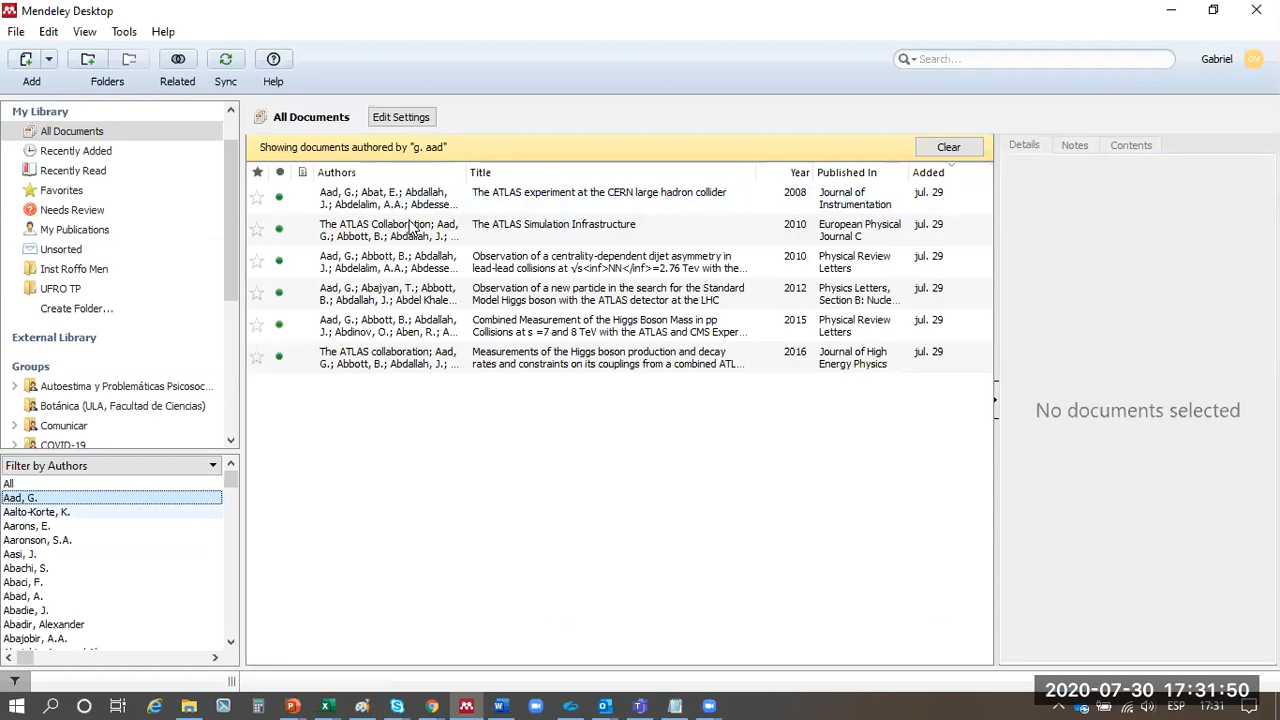 Mendeley Desktop
File Edit View Tools Help
Add Folders Related Sync Help
Search...
Gabriel GM
My Library
All Documents
Recently Added
Recently Read
Favorites
Needs Review
My Publications
Unsorted
Inst Roffo Men
UFRO TP
Create Folder...
External Library
Groups
Autoestima y Problemáticas Psicosoc...
Botánica (ULA, Facultad de Ciencias)
Comunicar
COVID-19
Filter by Authors
All
Aad, G.
Aalto-Korte, K.
Aarons, E.
Aaronson, S.A.
Aasi, J.
Abachi, S.
Abaci, F.
Abad, A.
Abadie, J.
Abadir, Alexander
Abajobir, A.A.
All Documents Edit Settings
Showing documents authored by "g. aad" Clear
Authors Title Year Published In Added
Aad, G.; Abat, E.; Abdallah, The ATLAS experiment at the CERN large hadron collider 2008 Journal of jul. 29
J.; Abdelalim, A.A.; Abdesse... Instrumentation
The ATLAS Collaboration; Aad, The ATLAS Simulation Infrastructure 2010 European Physical jul. 29
G.; Abbott, B.; Abdallah, J.; ... Journal C
Aad, G.; Abbott, B.; Abdallah, Observation of a centrality-dependent dijet asymmetry in 2010 Physical Review jul. 29
J.; Abdelalim, A.A.; Abdesse... lead-lead collisions at √s<inf>NN</inf>=2.76 Tev with the... Letters
Aad, G.; Abajyan, T.; Abbott, Observation of a new particle in the search for the Standard 2012 Physics Letters, jul. 29
B.; Abdallah, J.; Abdel Khale... Model Higgs boson with the ATLAS detector at the LHC Section B: Nucle...
Aad, G.; Abbott, B.; Abdallah, Combined Measurement of the Higgs Boson Mass in pp 2015 Physical Review jul. 29
J.; Abdinov, O.; Aben, R.; A... Collisions at s =7 and 8 TeV with the ATLAS and CMS Exper... Letters
The ATLAS collaboration; Aad, Measurements of the Higgs boson production and decay 2016 Journal of High jul. 29
G.; Abbott, B.; Abdallah, J.; ... rates and constraints on its couplings from a combined ATL... Energy Physics
Details Notes Contents
No documents selected
2020-07-30 17:31:50
ESP 17:31